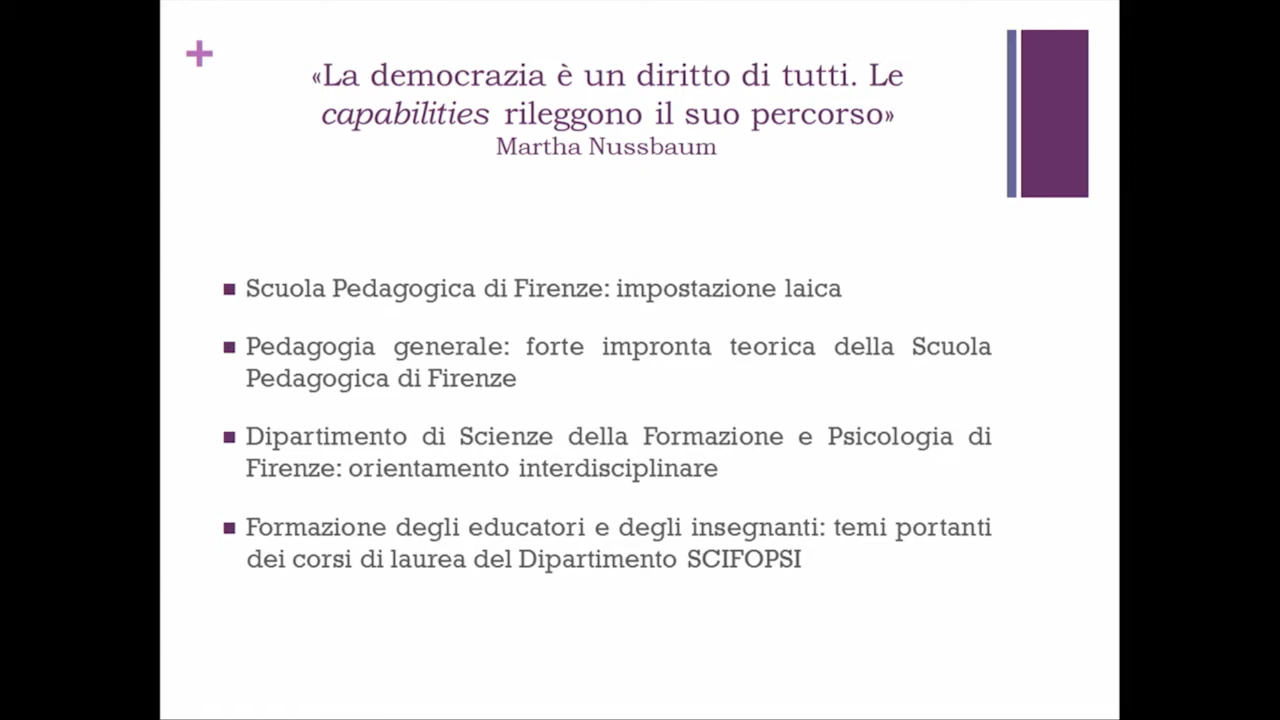 «La democrazia è un diritto di tutti. Le
capabilities rileggono il suo percorso»
Martha Nussbaum
Scuola Pedagogica di Firenze: impostazione laica
Pedagogia generale: forte impronta teorica della Scuola
Pedagogica di Firenze
Dipartimento di Scienze della Formazione e Psicologia di
Firenze: orientamento interdisciplinare
Formazione degli educatori e degli insegnanti: temi portanti
dei corsi di laurea del Dipartimento SCIFOPSI